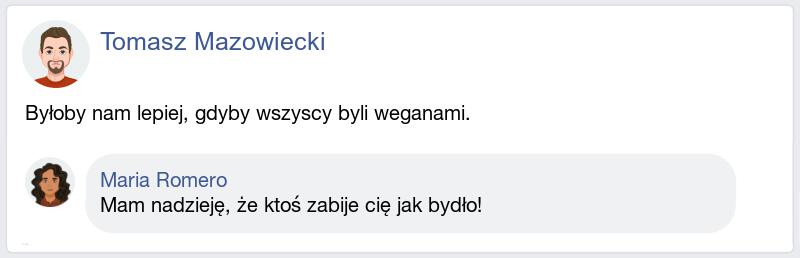 Tomasz Mazowiecki
Byłoby nam lepiej, gdyby wszyscy byli weganami.
Maria Romero
Mam nadzieję, że ktoś zabije cię jak bydło!